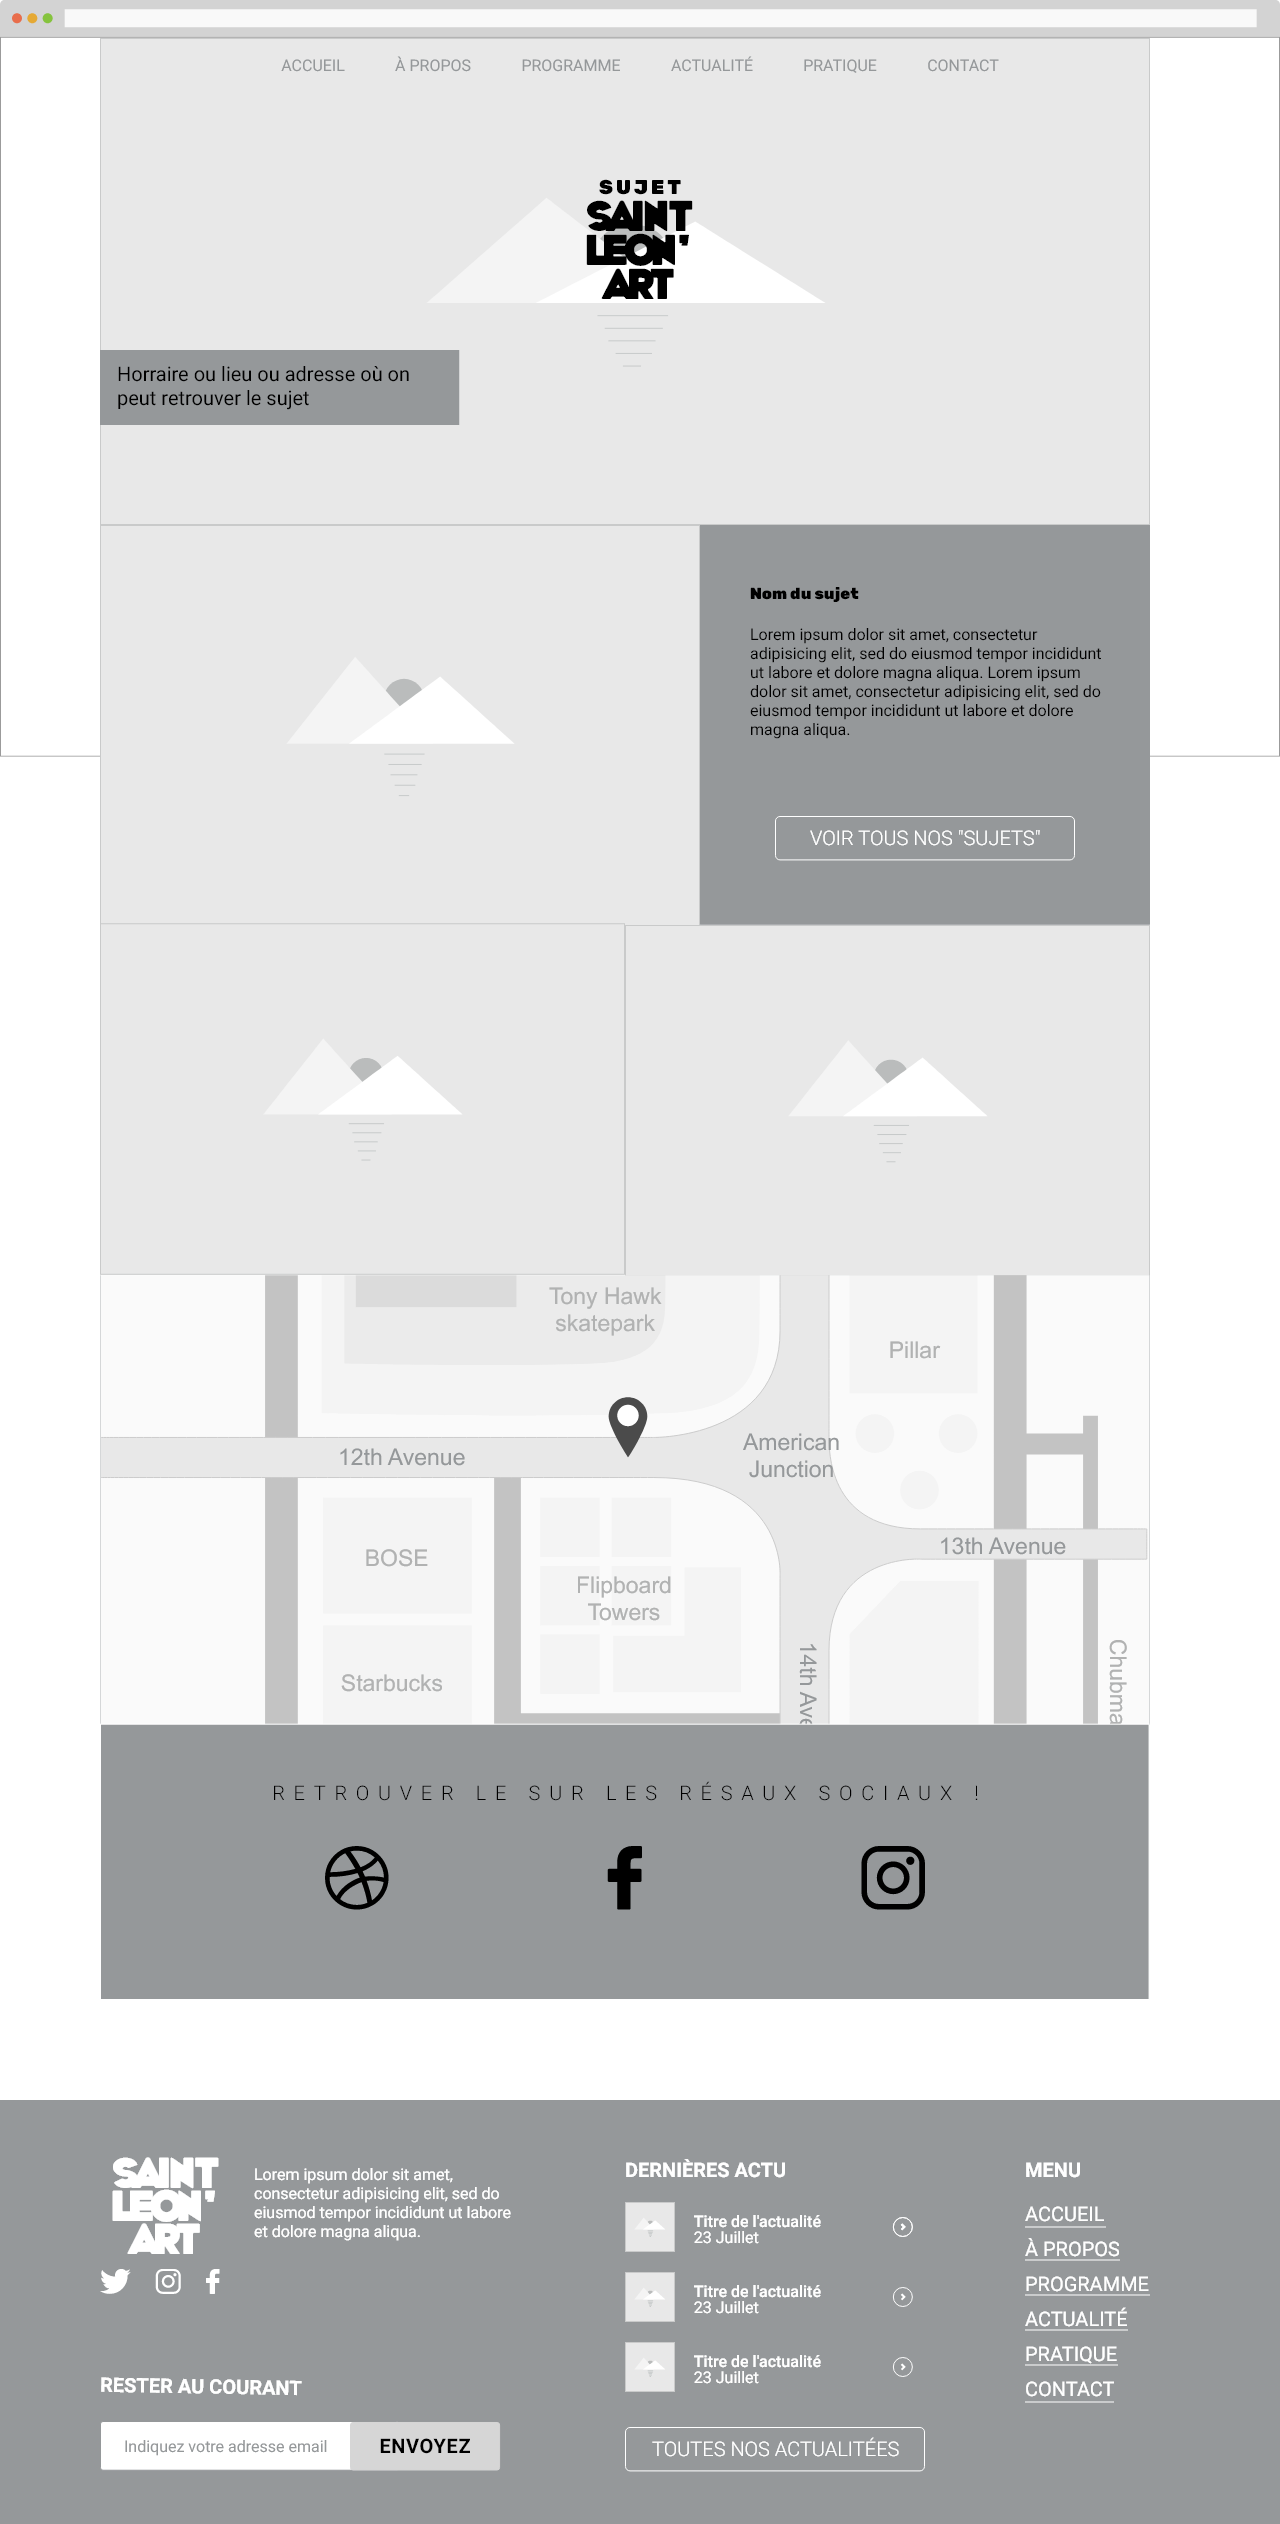 ACCUEIL À PROPOS PROGRAMME ACTUALITÉ PRATIQUE CONTACT
SUJET
SAINT
LEON'
ART
Horraire ou lieu ou adresse où on
peut retrouver le sujet
Nom du sujet
Lorem ipsum dolor sit amet, consectetur
adipisicing elit, sed do eiusmod tempor incididunt
ut labore et dolore magna aliqua. Lorem ipsum
dolor sit amet, consectetur adipisicing elit, sed do
eiusmod tempor incididunt ut labore et dolore
magna aliqua.
VOIR TOUS NOS "SUJETS"
Tony Hawk
skatepark
Pillar
American
Junction
12th Avenue
13th Avenue
BOSE
Flipboard
Towers
Starbucks
14th Ave
Chubma
RETROUVER LE SUR LES RÉSAUX SOCIAUX !
SAINT
LEON'
ART
Lorem ipsum dolor sit amet,
consectetur adipisicing elit, sed do
eiusmod tempor incididunt ut labore
et dolore magna aliqua.
RESTER AU COURANT
Indiquez votre adresse email
ENVOYEZ
DERNIÈRES ACTU
Titre de l'actualité
23 Juillet
Titre de l'actualité
23 Juillet
Titre de l'actualité
23 Juillet
TOUTES NOS ACTUALITÉES
MENU
ACCUEIL
À PROPOS
PROGRAMME
ACTUALITÉ
PRATIQUE
CONTACT